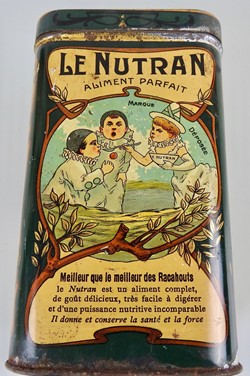 LE NUTRAN
ALIMENT PARFAIT
MARQUE
DÉPOSÉE
NUTRAN
Meilleur que le meilleur des Racahouts
le Nutran est un aliment complet,
de goût délicieux, très facile à digérer
et d'une puissance nutritive incomparable
Il donne et conserve la santé et la force